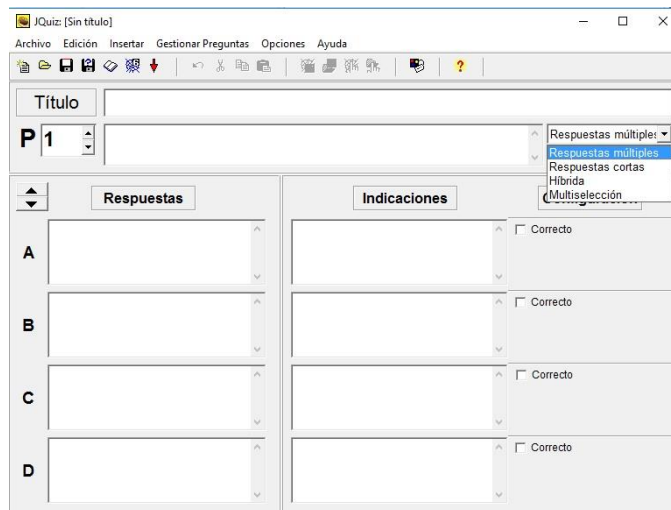 JQuiz: [Sin título]
Archivo Edición Insertar Gestionar Preguntas Opciones Ayuda
?
Título
P 1
Respuestas múltiples
Respuestas múltiples
Respuestas cortas
Híbrida
Multiselección
Respuestas Indicaciones
A Correcto
B Correcto
C Correcto
D Correcto